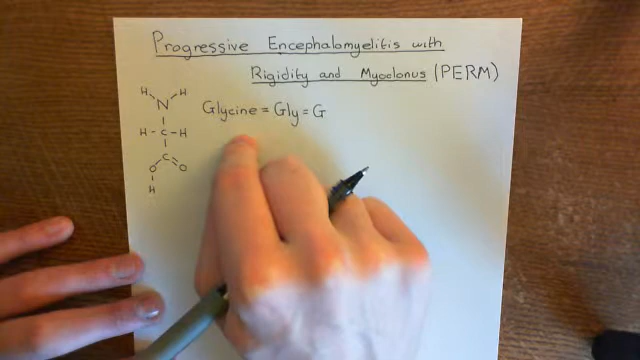 Progressive Encephalomyelitis with
Rigidity and Myoclonus (PERM)
H H
N
Glycine = Gly = G
H - C - H
C
O O
H